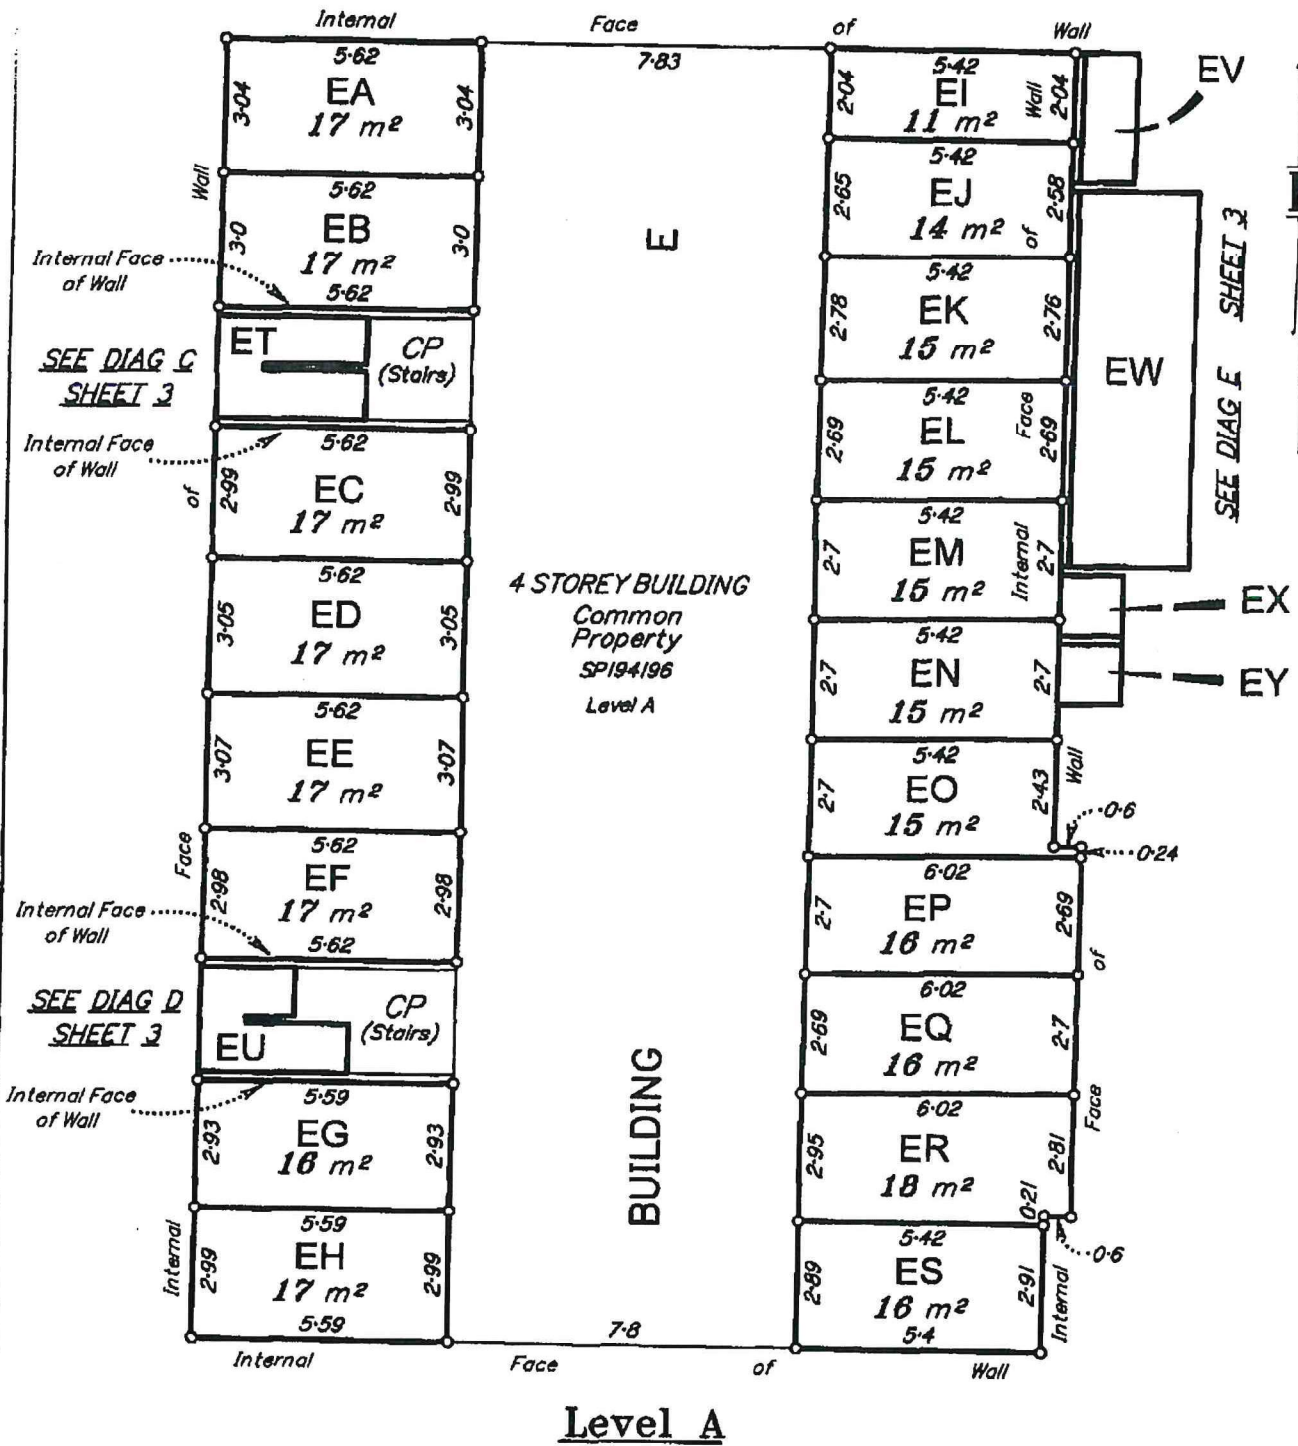 Internal Face of Wall
5·62
7·83
5·42
3·04
EA
17 m²
3·04
2·04
EI
11 m²
Wall
2·04
EV
Wall
5·62
3·0
EB
17 m²
3·0
5·62
5·42
2·65
EJ
14 m²
2·58
of
E
Internal Face
of Wall
ET
CP
(Stairs)
SEE DIAG C
SHEET 3
5·42
2·78
EK
15 m²
2·76
EW
SEE DIAG E SHEET 3
Internal Face
of Wall
5·62
of
2·99
EC
17 m²
2·99
5·42
2·69
EL
15 m²
Face
2·69
5·62
3·05
ED
17 m²
3·05
4 STOREY BUILDING
Common
Property
SP194196
Level A
5·42
2·7
EM
15 m²
Internal
2·7
EX
5·42
2·7
EN
15 m²
2·7
EY
5·62
3·07
EE
17 m²
3·07
5·42
2·7
EO
15 m²
2·43
Wall
0·6
0·24
Face
5·62
2·98
EF
17 m²
2·98
5·62
6·02
2·7
EP
16 m²
2·69
of
Internal Face
of Wall
SEE DIAG D
SHEET 3
EU
CP
(Stairs)
6·02
2·69
EQ
16 m²
2·7
Internal Face
of Wall
5·59
2·93
EG
16 m²
2·93
BUILDING
6·02
2·95
ER
18 m²
2·81
Face
0·21
0·6
Internal
5·59
2·99
EH
17 m²
2·99
5·59
5·42
2·89
ES
16 m²
2·91
Internal
5·4
7·8
Internal Face of Wall
Level A